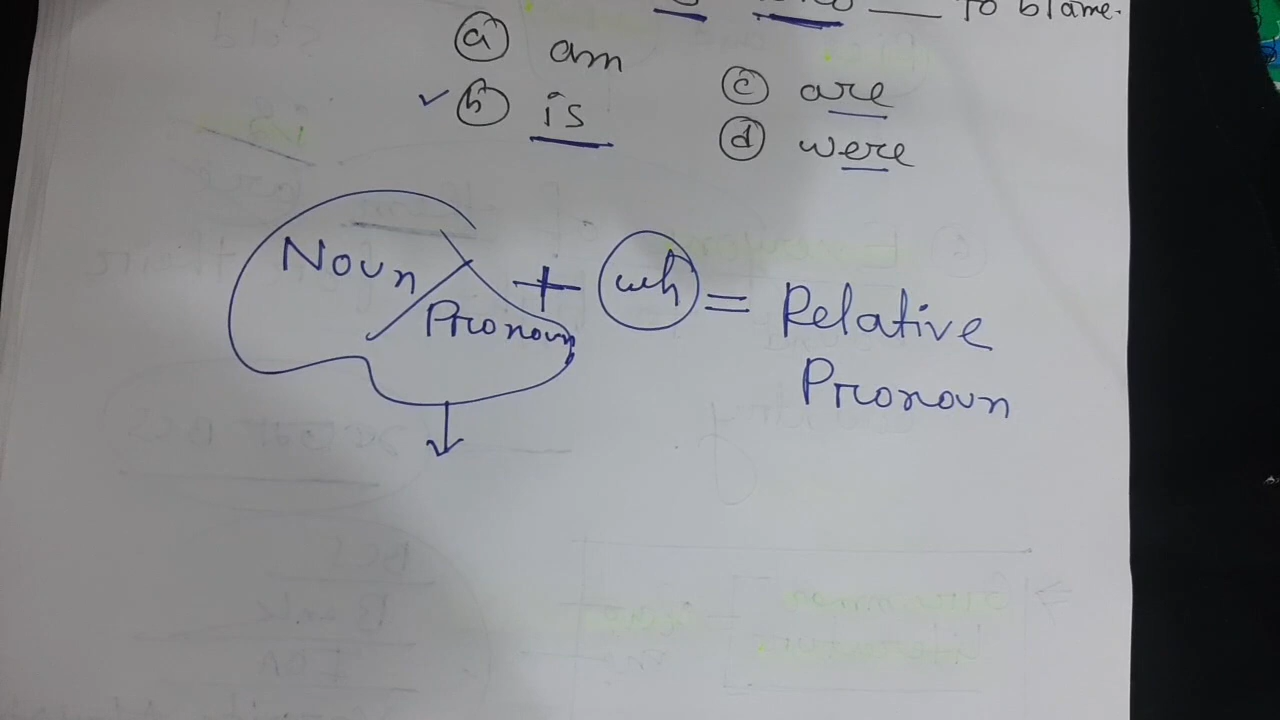 to blame.
ⓐ am
ⓒ are
✓ ⓑ is
ⓓ were
Noun / Pronoun + wh = Relative
Pronoun